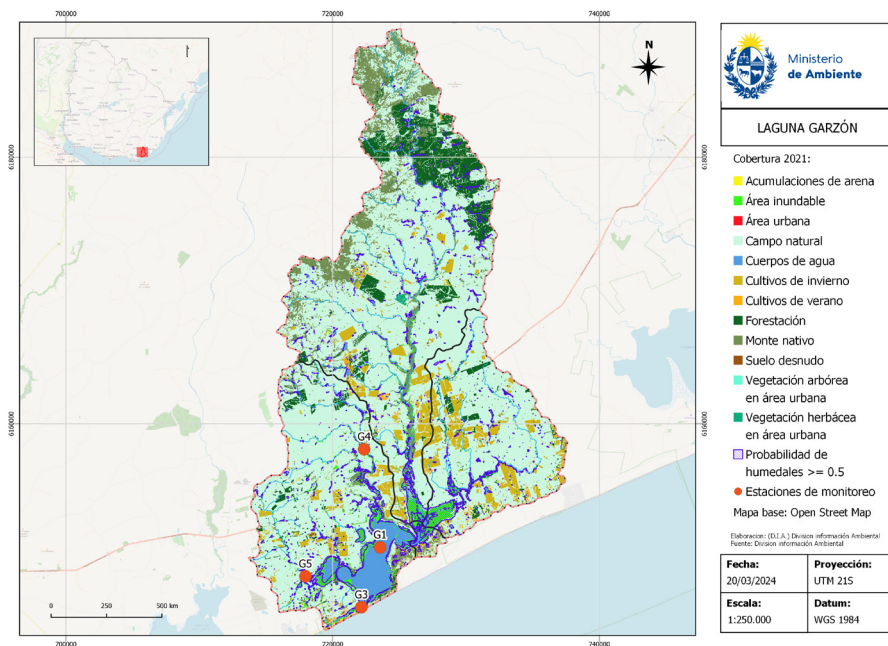 700000
720000
740000
N
6180000
6180000
6160000
6160000
G4
G1
G5
G3
0
250
500 km
700000
720000
740000
Ministerio
de Ambiente
LAGUNA GARZÓN
Cobertura 2021:
Acumulaciones de arena
Área inundable
Área urbana
Campo natural
Cuerpos de agua
Cultivos de invierno
Cultivos de verano
Forestación
Monte nativo
Suelo desnudo
Vegetación arbórea
en área urbana
Vegetación herbácea
en área urbana
Probabilidad de
humedales >= 0.5
Estaciones de monitoreo
Mapa base: Open Street Map
Elaboracion: (D.I.A.) Division información Ambiental
Fuente: Division información Ambiental
Fecha:
20/03/2024
Proyección:
UTM 21S
Escala:
1:250.000
Datum:
WGS 1984